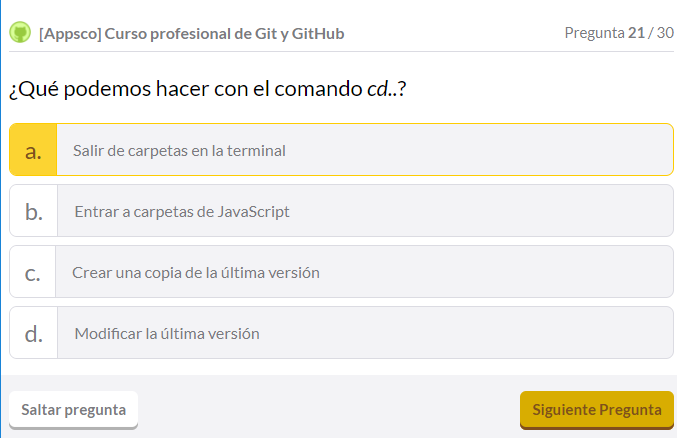 [Appsco] Curso profesional de Git y GitHub
Pregunta 21 / 30
¿Qué podemos hacer con el comando cd..?
a. Salir de carpetas en la terminal
b. Entrar a carpetas de JavaScript
c. Crear una copia de la última versión
d. Modificar la última versión
Saltar pregunta
Siguiente Pregunta